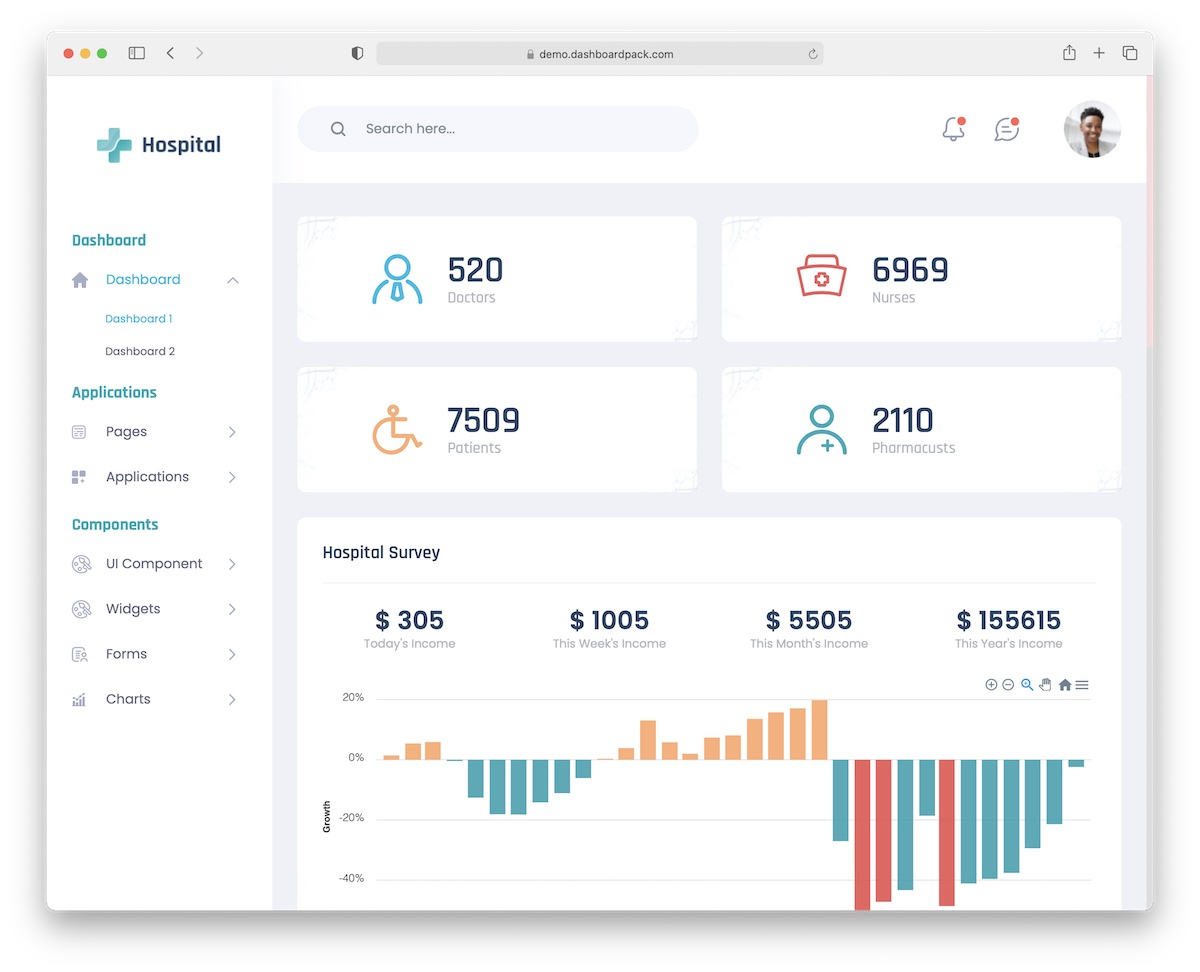 demo.dashboardpack.com
Hospital
Search here...
Dashboard
Dashboard
Dashboard 1
Dashboard 2
Applications
Pages
Applications
Components
UI Component
Widgets
Forms
Charts
520
Doctors
6969
Nurses
7509
Patients
2110
Pharmacusts
Hospital Survey
$ 305
Today's Income
$ 1005
This Week's Income
$ 5505
This Month's Income
$ 155615
This Year's Income
20%
0%
-20%
-40%
Growth